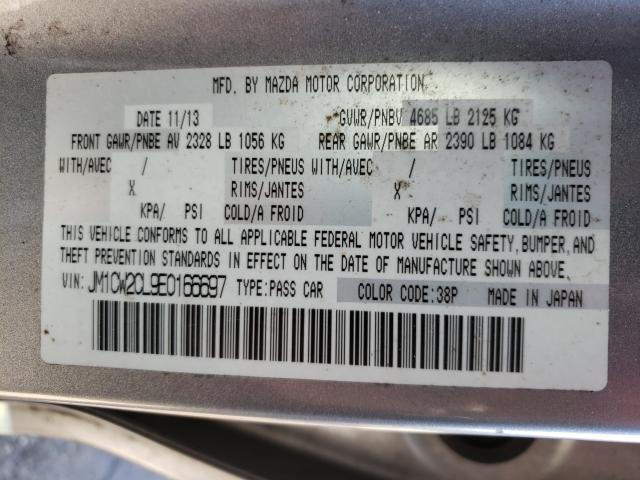 MFD. BY MAZDA MOTOR CORPORATION
DATE 11/13 GVWR/PNBV 4685 LB 2125 KG
FRONT GAWR/PNBE AV 2328 LB 1056 KG REAR GAWR/PNBE AR 2390 LB 1084 KG
WITH/AVEC / TIRES/PNEUS WITH/AVEC / TIRES/PNEUS
X RIMS/JANTES X RIMS/JANTES
KPA/ PSI COLD/A FROID KPA/ PSI COLD/A FROID
THIS VEHICLE CONFORMS TO ALL APPLICABLE FEDERAL MOTOR VEHICLE SAFETY, BUMPER, AND
THEFT PREVENTION STANDARDS IN EFFECT ON THE DATE OF MANUFACTURE SHOWN ABOVE.
VIN: JM1CW2CL9E0166697 TYPE:PASS CAR COLOR CODE:38P MADE IN JAPAN